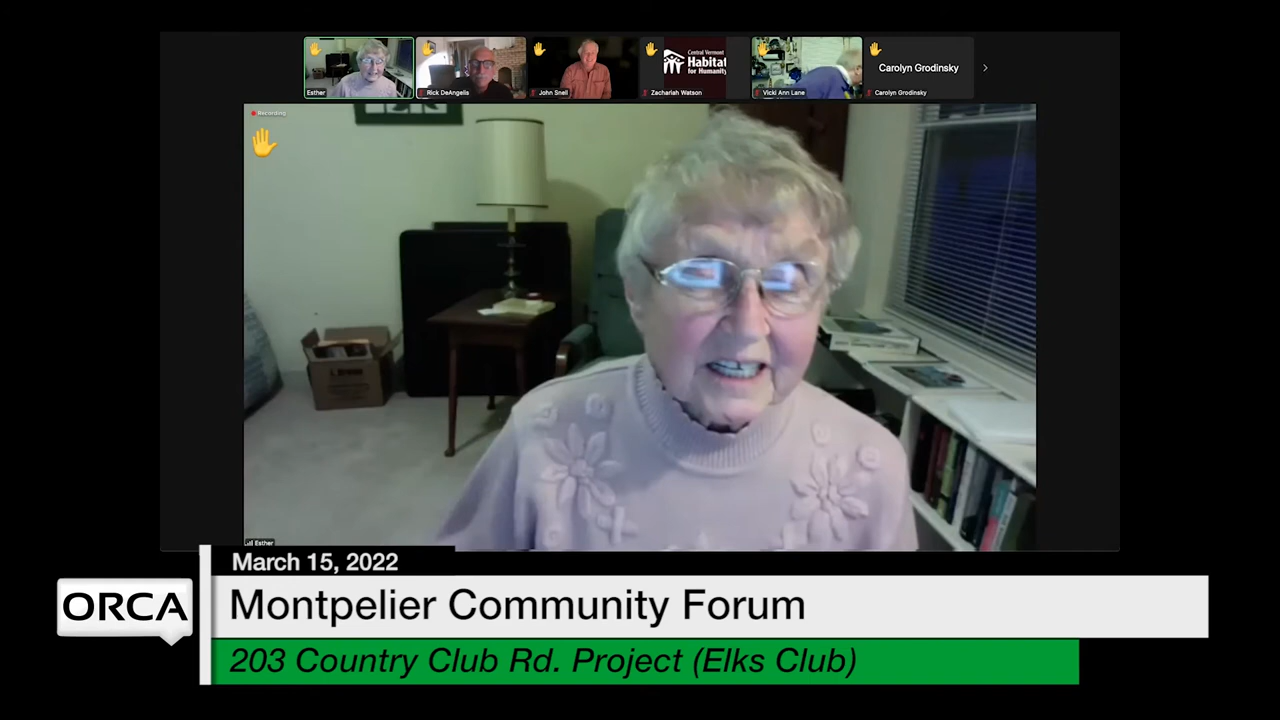 Central Vermont
Habitat
for Humanity
Carolyn Grodinsky
Esther
Rick DeAngelis
John Snell
Zachariah Watson
Vicki Ann Lane
Carolyn Grodinsky
Recording
Esther
March 15, 2022
ORCA
Montpelier Community Forum
203 Country Club Rd. Project (Elks Club)